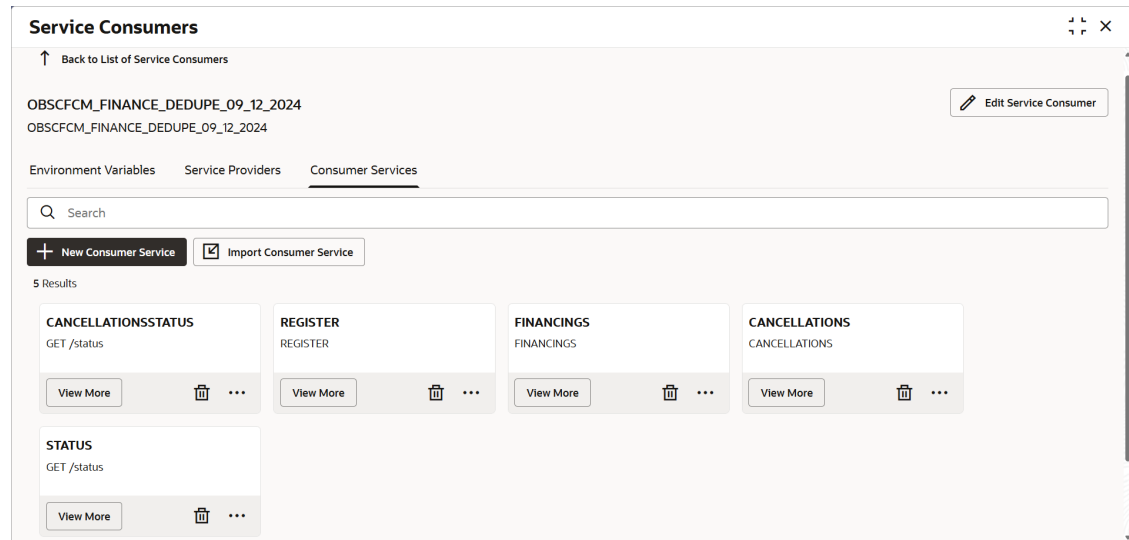 Service Consumers
Back to List of Service Consumers
OBSCFCM_FINANCE_DEDUPE_09_12_2024
Edit Service Consumer
OBSCFCM_FINANCE_DEDUPE_09_12_2024
Environment Variables Service Providers Consumer Services
Search
New Consumer Service Import Consumer Service
5 Results
CANCELLATIONSSTATUS REGISTER FINANCINGS CANCELLATIONS
GET /status REGISTER FINANCINGS CANCELLATIONS
View More View More View More View More
STATUS
GET /status
View More